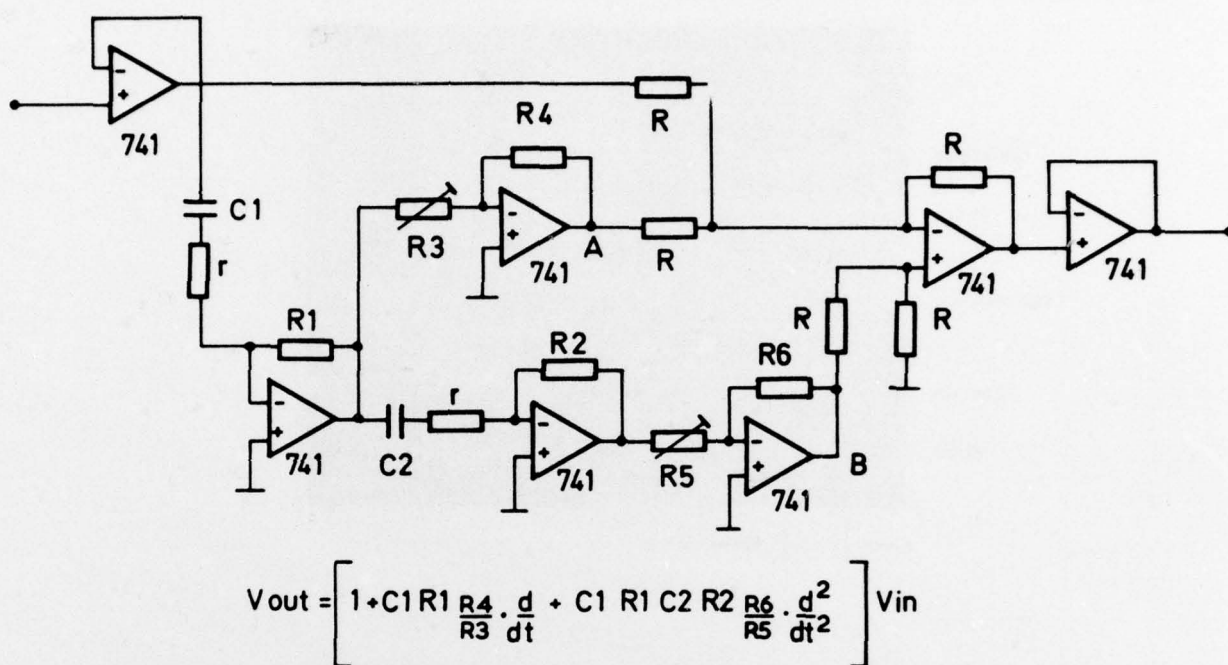 741
R
R4
C1
R3
741
A
R
R
741
741
r
R1
R2
R
R
R6
741
C2
r
741
R5
741
B
Vout = [ 1+C1 R1 R4/R3 . d/dt + C1 R1 C2 R2 R6/R5 . d²/dt² ] Vin